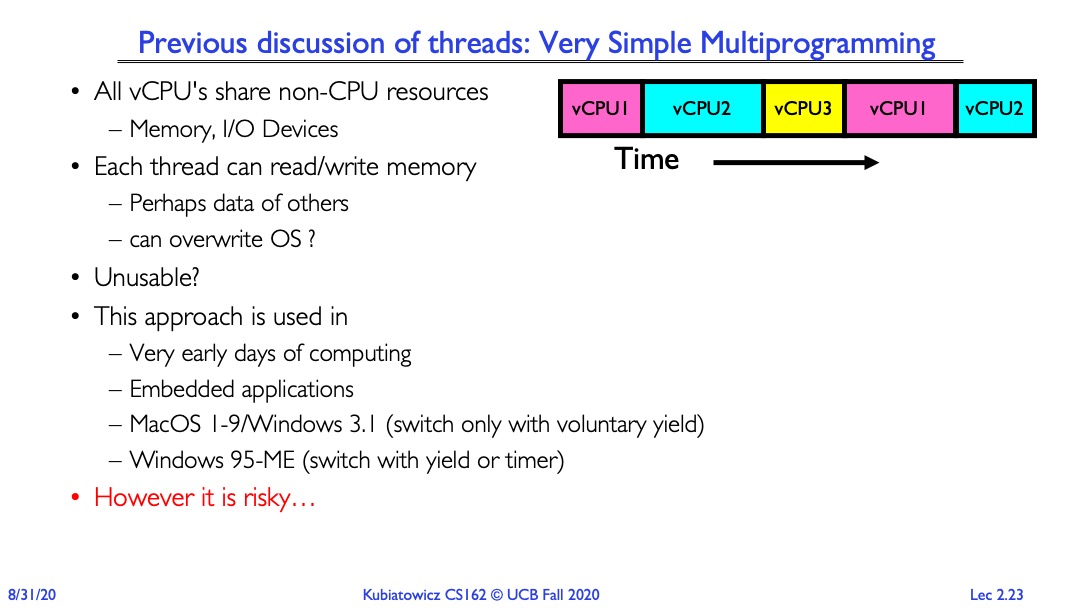 Previous discussion of threads: Very Simple Multiprogramming
• All vCPU's share non-CPU resources
– Memory, I/O Devices
• Each thread can read/write memory
– Perhaps data of others
– can overwrite OS ?
• Unusable?
• This approach is used in
– Very early days of computing
– Embedded applications
– MacOS 1-9/Windows 3.1 (switch only with voluntary yield)
– Windows 95-ME (switch with yield or timer)
• However it is risky…
vCPU1 vCPU2 vCPU3 vCPU1 vCPU2
Time
8/31/20 Kubiatowicz CS162 © UCB Fall 2020 Lec 2.23